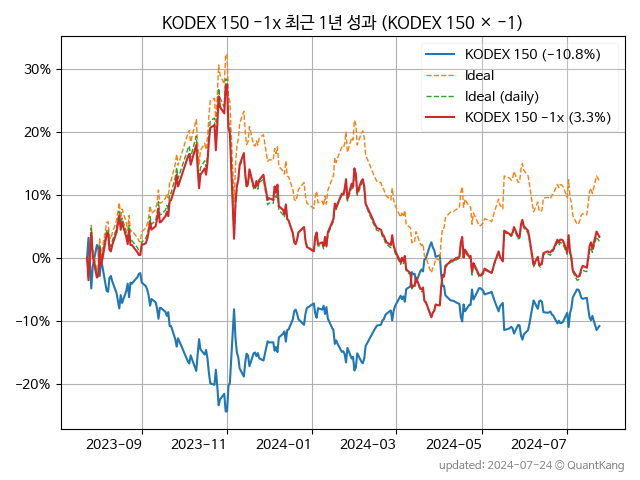 KODEX 150 -1x 최근 1년 성과 (KODEX 150 × -1)
KODEX 150 (-10.8%)
Ideal
Ideal (daily)
KODEX 150 -1x (3.3%)
30%
20%
10%
0%
-10%
-20%
2023-09
2023-11
2024-01
2024-03
2024-05
2024-07
updated: 2024-07-24 © QuantKang